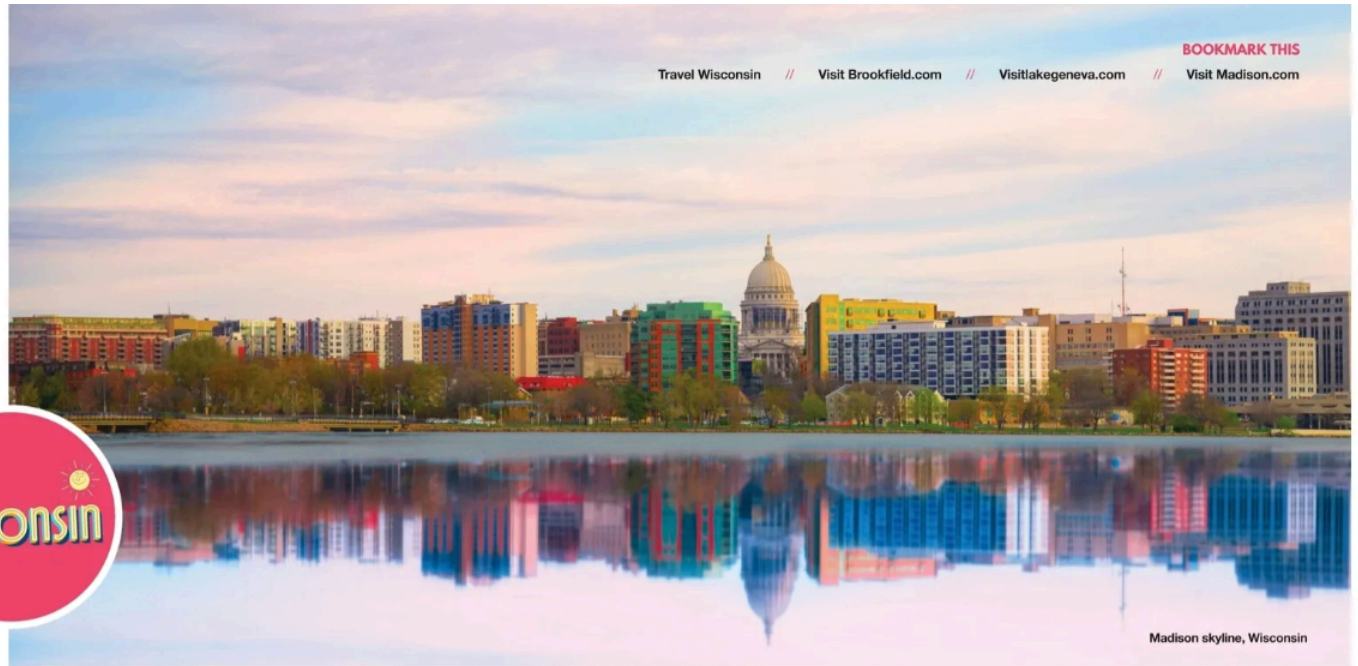 BOOKMARK THIS
Travel Wisconsin // Visit Brookfield.com // Visitlakegeneva.com // Visit Madison.com
onsin
Madison skyline, Wisconsin